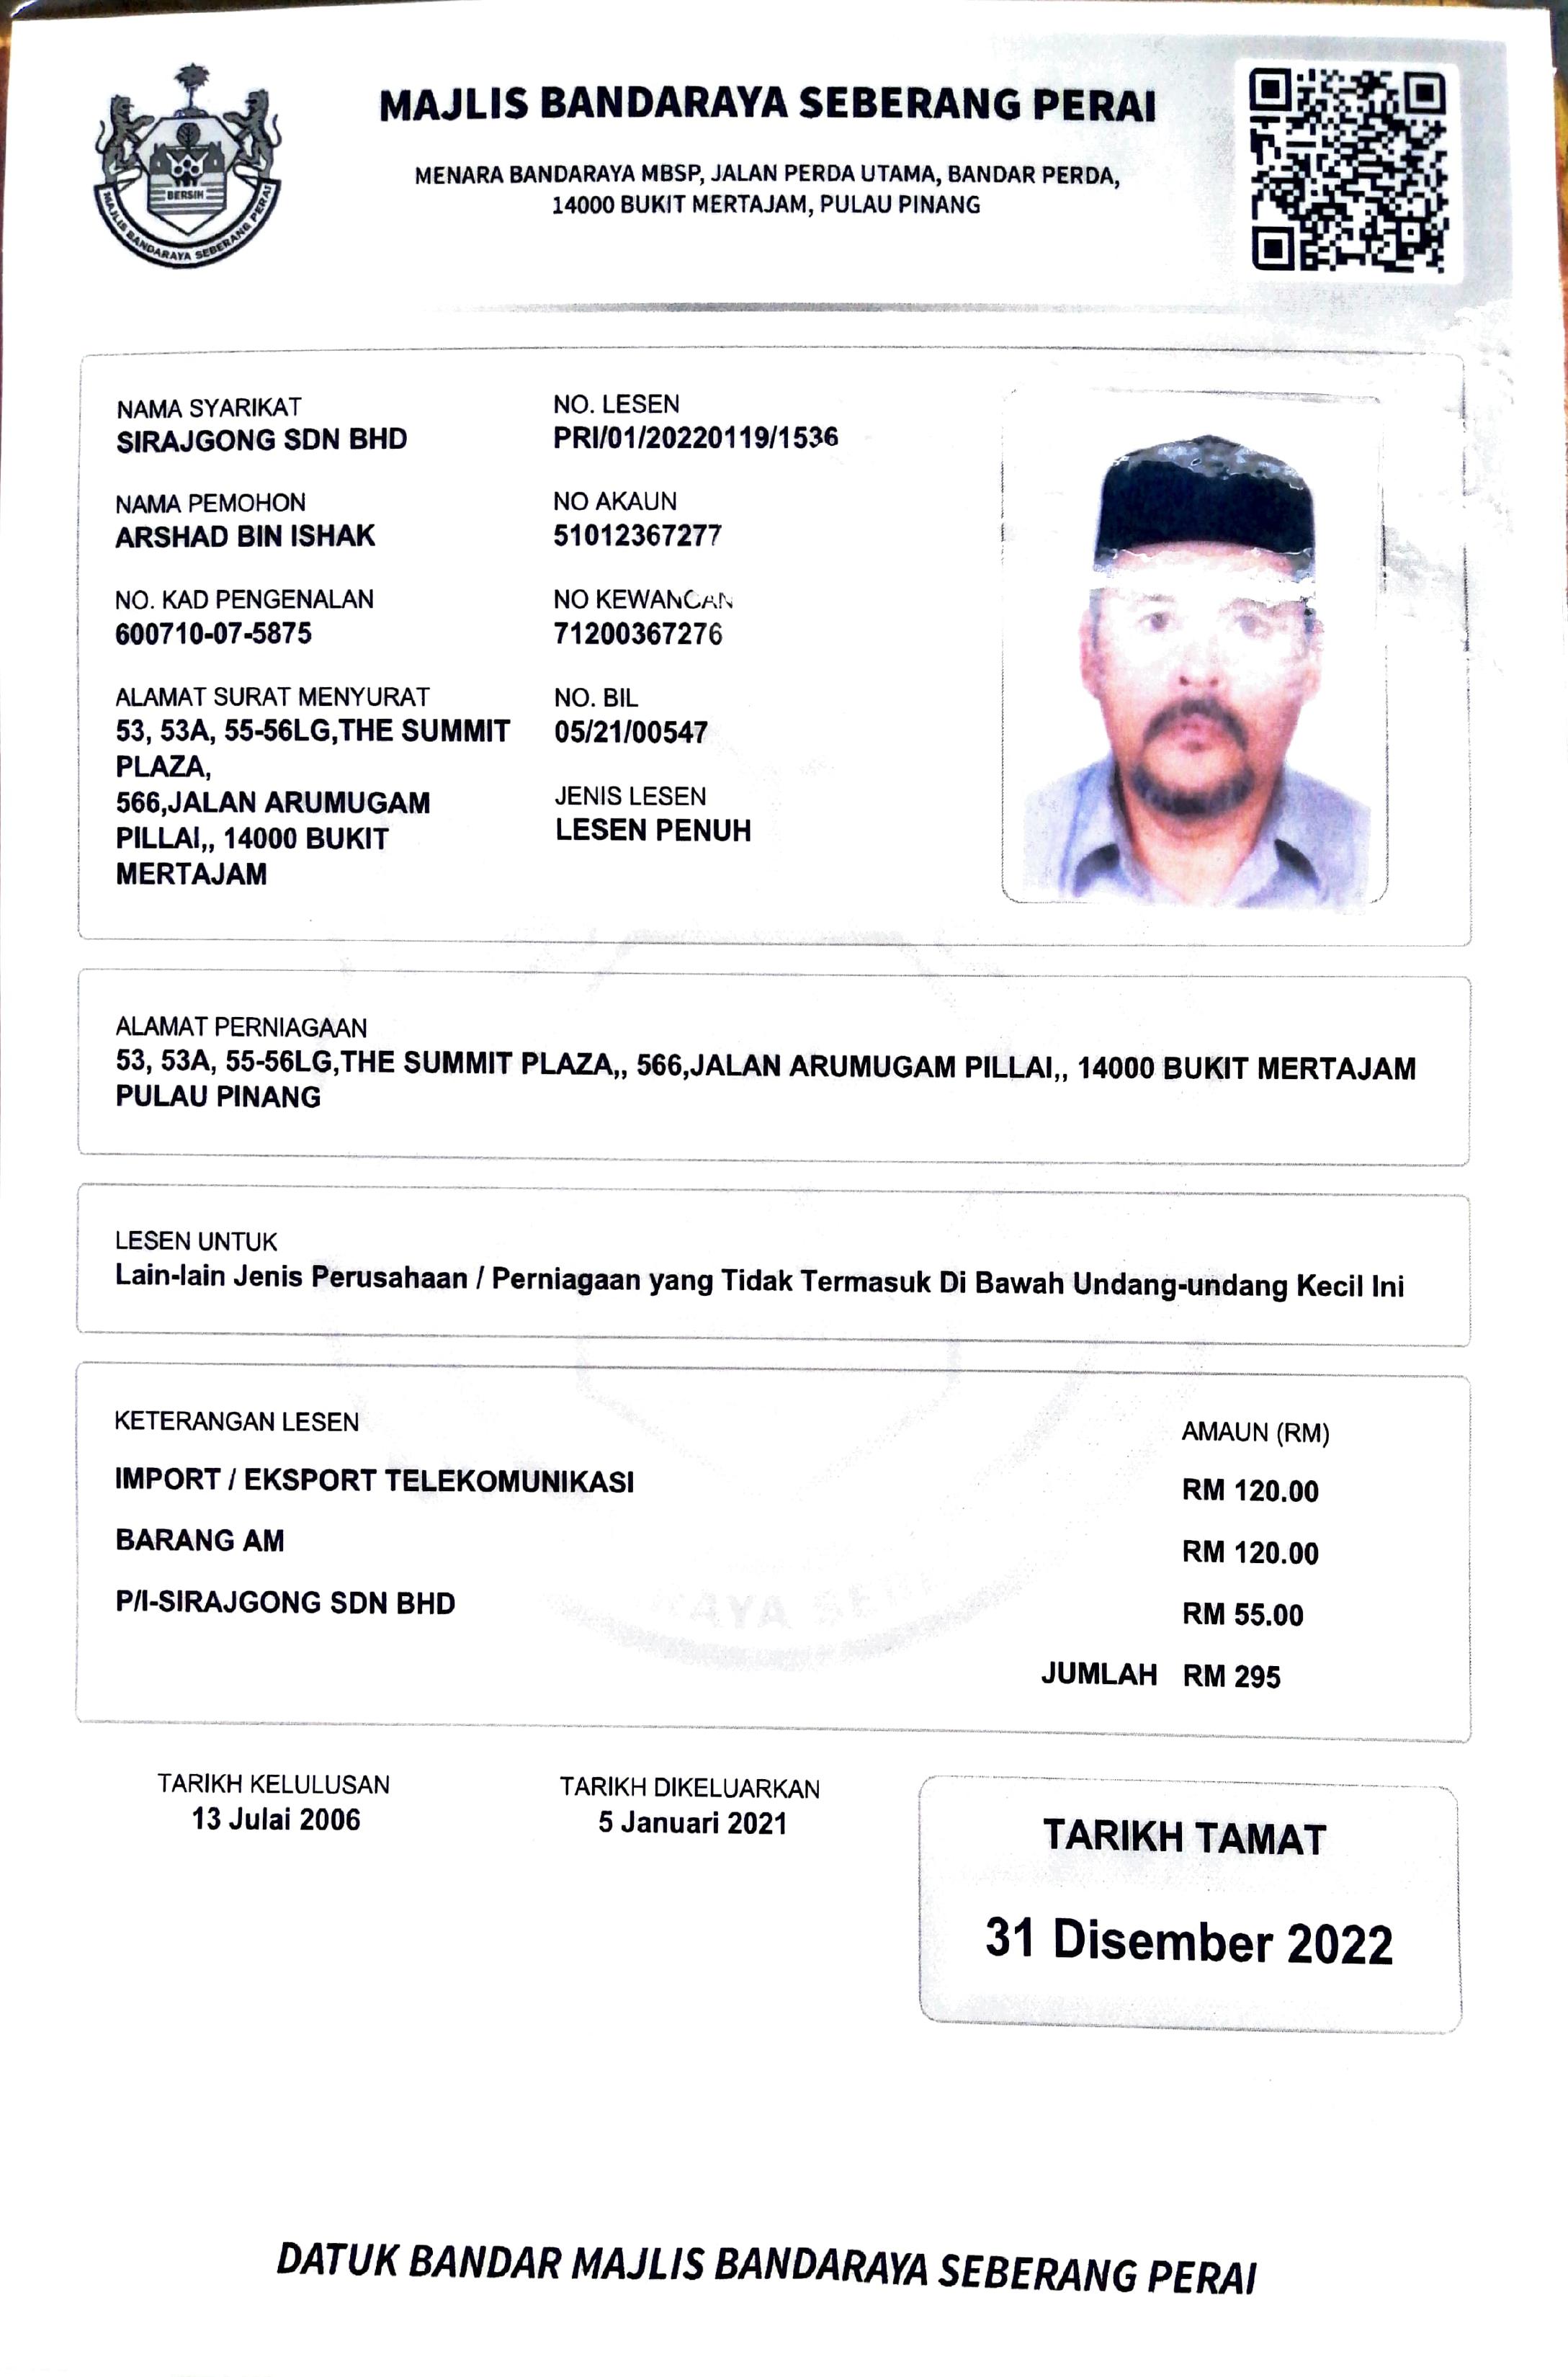 MAJLIS BANDARAYA SEBERANG PERAI
MENARA BANDARAYA MBSP, JALAN PERDA UTAMA, BANDAR PERDA,
14000 BUKIT MERTAJAM, PULAU PINANG
BERSIH
MAJLIS BANDARAYA SEBERANG PERAI
NAMA SYARIKAT
SIRAJGONG SDN BHD
NO. LESEN
PRI/01/20220119/1536
NAMA PEMOHON
ARSHAD BIN ISHAK
NO AKAUN
51012367277
NO. KAD PENGENALAN
600710-07-5875
NO KEWANGAN
71200367276
ALAMAT SURAT MENYURAT
53, 53A, 55-56LG,THE SUMMIT
PLAZA,
566,JALAN ARUMUGAM
PILLAI,, 14000 BUKIT
MERTAJAM
NO. BIL
05/21/00547
JENIS LESEN
LESEN PENUH
ALAMAT PERNIAGAAN
53, 53A, 55-56LG,THE SUMMIT PLAZA,, 566,JALAN ARUMUGAM PILLAI,, 14000 BUKIT MERTAJAM
PULAU PINANG
LESEN UNTUK
Lain-lain Jenis Perusahaan / Perniagaan yang Tidak Termasuk Di Bawah Undang-undang Kecil Ini
KETERANGAN LESEN AMAUN (RM)
IMPORT / EKSPORT TELEKOMUNIKASI RM 120.00
BARANG AM RM 120.00
P/I-SIRAJGONG SDN BHD RM 55.00
JUMLAH RM 295
TARIKH KELULUSAN
13 Julai 2006
TARIKH DIKELUARKAN
5 Januari 2021
TARIKH TAMAT
31 Disember 2022
DATUK BANDAR MAJLIS BANDARAYA SEBERANG PERAI